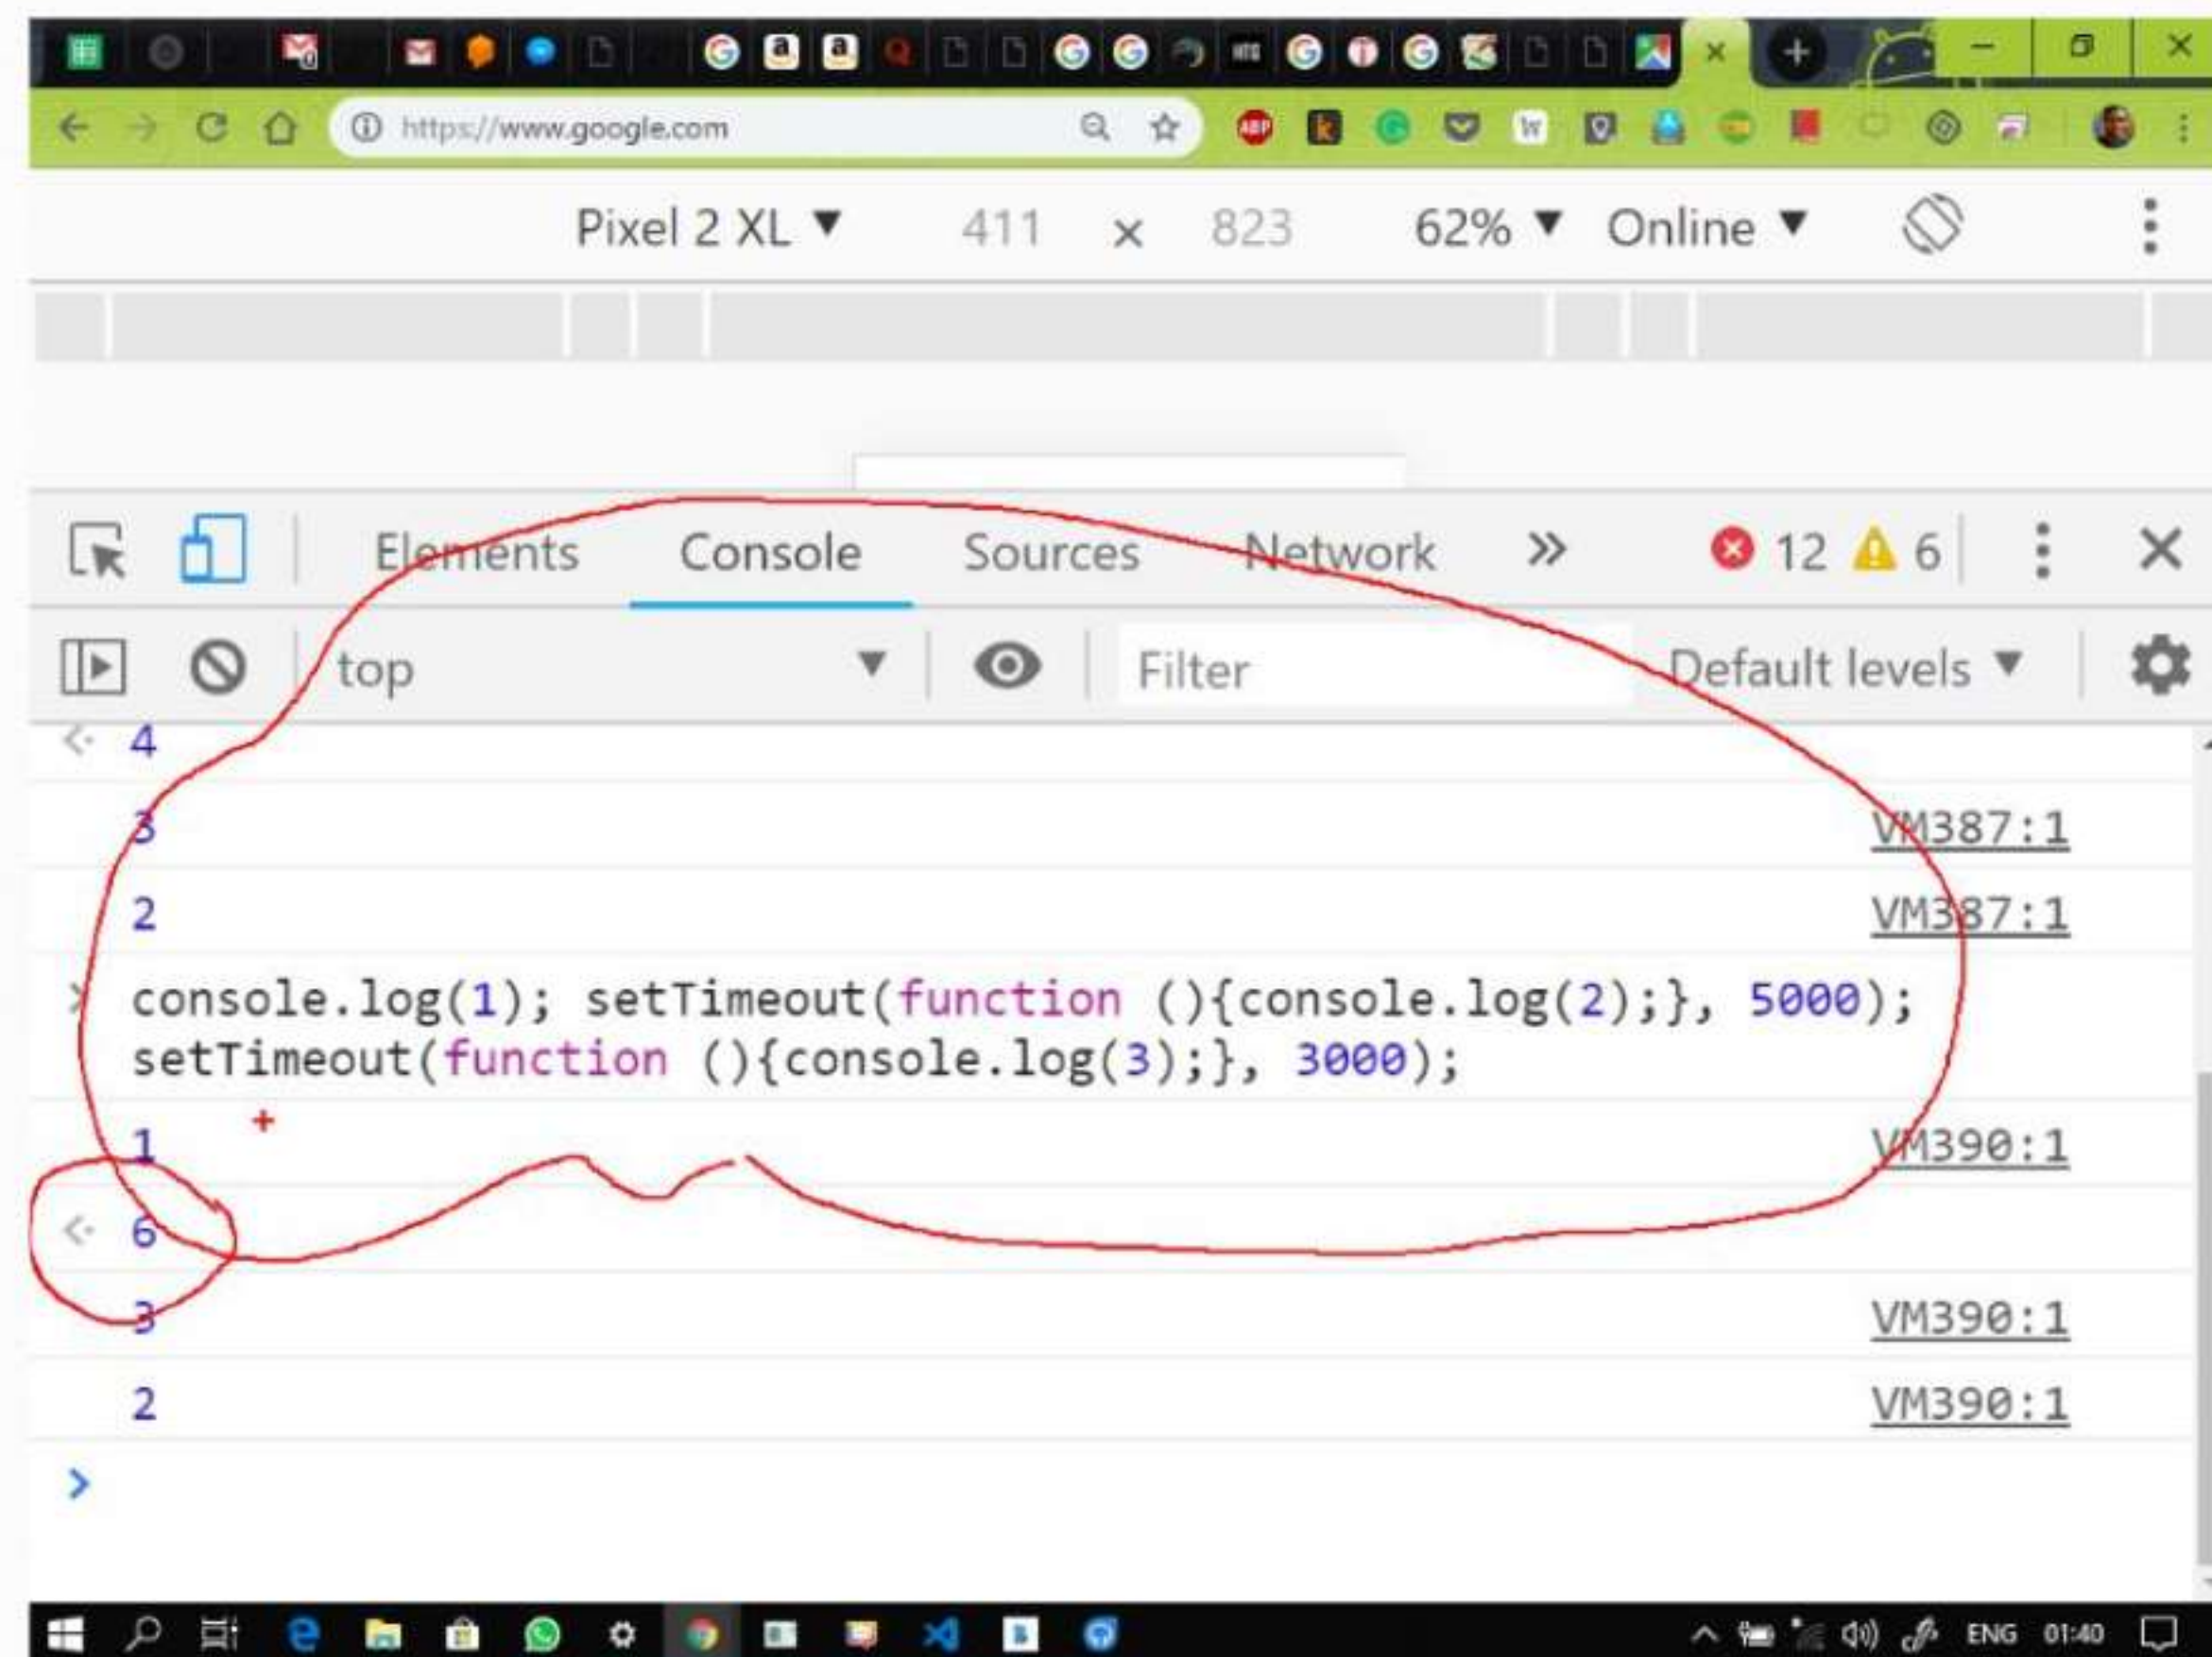 https://www.google.com
Pixel 2 XL ▼ 411 × 823 62% ▼ Online ▼
Elements Console Sources Network » 12 6
top ▼ Filter Default levels ▼
4
3 VM387:1
2 VM387:1
console.log(1); setTimeout(function (){console.log(2);}, 5000);
setTimeout(function (){console.log(3);}, 3000);
1 VM390:1
6
3 VM390:1
2 VM390:1
ENG 01:40